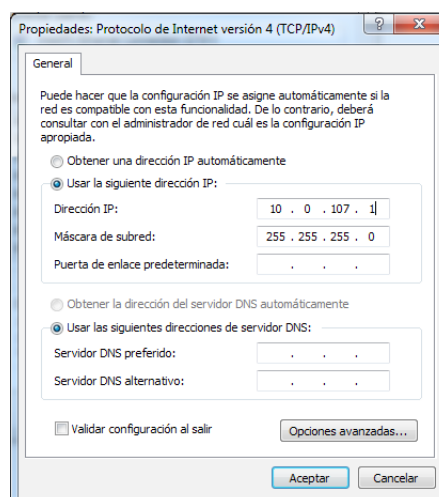 Propiedades: Protocolo de Internet versión 4 (TCP/IPv4)
General
Puede hacer que la configuración IP se asigne automáticamente si la
red es compatible con esta funcionalidad. De lo contrario, deberá
consultar con el administrador de red cuál es la configuración IP
apropiada.
Obtener una dirección IP automáticamente
Usar la siguiente dirección IP:
Dirección IP: 10 . 0 . 107 . 1
Máscara de subred: 255 . 255 . 255 . 0
Puerta de enlace predeterminada: . . .
Obtener la dirección del servidor DNS automáticamente
Usar las siguientes direcciones de servidor DNS:
Servidor DNS preferido: . . .
Servidor DNS alternativo: . . .
Validar configuración al salir
Opciones avanzadas...
Aceptar Cancelar